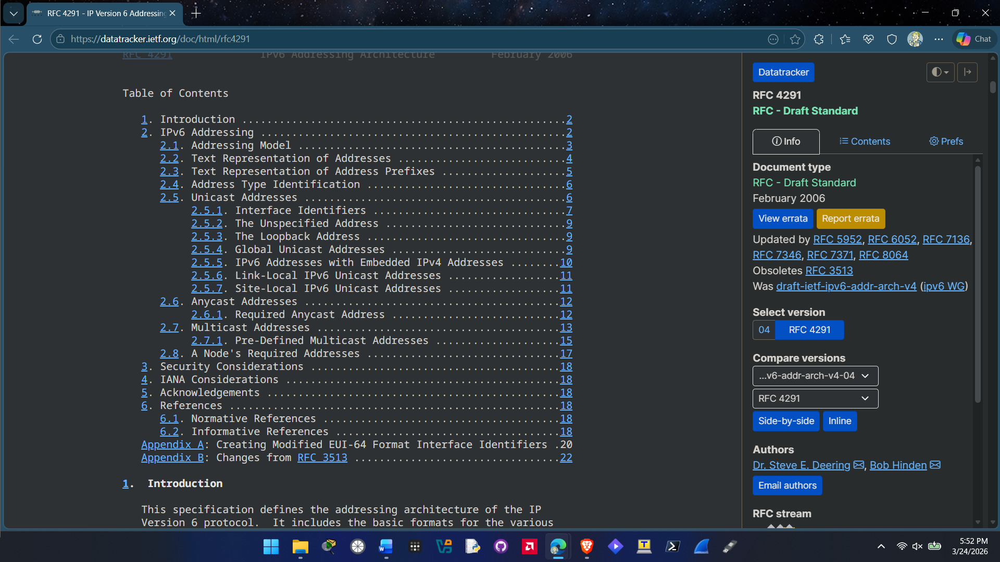 RFC 4291 - IP Version 6 Addressing
https://datatracker.ietf.org/doc/html/rfc4291
Chat
RFC 4291 IPv6 Addressing Architecture February 2006
Table of Contents
1. Introduction ....................................................2
2. IPv6 Addressing .................................................2
2.1. Addressing Model ...........................................3
2.2. Text Representation of Addresses ...........................4
2.3. Text Representation of Address Prefixes ....................5
2.4. Address Type Identification ................................6
2.5. Unicast Addresses ..........................................6
2.5.1. Interface Identifiers ..............................7
2.5.2. The Unspecified Address ............................9
2.5.3. The Loopback Address ...............................9
2.5.4. Global Unicast Addresses ...........................9
2.5.5. IPv6 Addresses with Embedded IPv4 Addresses ........10
2.5.6. Link-Local IPv6 Unicast Addresses ..................11
2.5.7. Site-Local IPv6 Unicast Addresses ..................11
2.6. Anycast Addresses .........................................12
2.6.1. Required Anycast Address ...........................12
2.7. Multicast Addresses .......................................13
2.7.1. Pre-Defined Multicast Addresses ....................15
2.8. A Node's Required Addresses ...............................17
3. Security Considerations ........................................18
4. IANA Considerations ............................................18
5. Acknowledgements ...............................................18
6. References .....................................................18
6.1. Normative References ......................................18
6.2. Informative References ....................................18
Appendix A: Creating Modified EUI-64 Format Interface Identifiers .20
Appendix B: Changes from RFC 3513 .................................22
1. Introduction
This specification defines the addressing architecture of the IP
Version 6 protocol. It includes the basic formats for the various
Datatracker
RFC 4291
RFC - Draft Standard
Info Contents Prefs
Document type
RFC - Draft Standard
February 2006
View errata Report errata
Updated by RFC 5952, RFC 6052, RFC 7136,
RFC 7346, RFC 7371, RFC 8064
Obsoletes RFC 3513
Was draft-ietf-ipv6-addr-arch-v4 (ipv6 WG)
Select version
04 RFC 4291
Compare versions
...v6-addr-arch-v4-04
RFC 4291
Side-by-side Inline
Authors
Dr. Steve E. Deering, Bob Hinden
Email authors
RFC stream
5:52 PM
3/24/2026